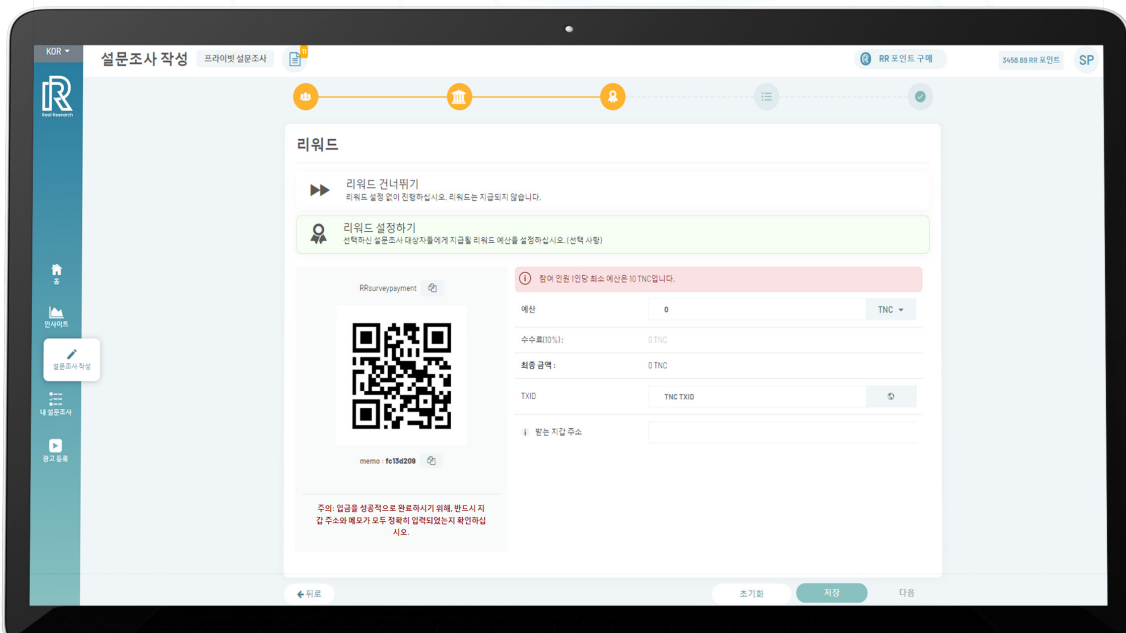 KOR
설문조사 작성
프라이빗 설문조사
11
RR 포인트 구매
3458.69 RR 포인트
SP
R
Real Research
리워드
리워드 건너뛰기
리워드 설정 없이 진행하십시오. 리워드는 지급되지 않습니다.
리워드 설정하기
선택하신 설문조사 대상자들에게 지급될 리워드 예산를 설정하십시오. (선택 사항)
홈
인사이트
설문조사 작성
내 설문조사
광고 등록
RRsurveypayment
memo : fc13d209
주의: 입금을 성공적으로 완료하시기 위해, 반드시 지
갑 주소와 메모가 모두 정확히 입력되었는지 확인하십
시오.
참여 인원 1인당 최소 예산은 10 TNC입니다.
예산 0 TNC
수수료(10%): 0 TNC
최종 금액 : 0 TNC
TXID TNC TXID
받는 지갑 주소
뒤로
초기화
저장
다음